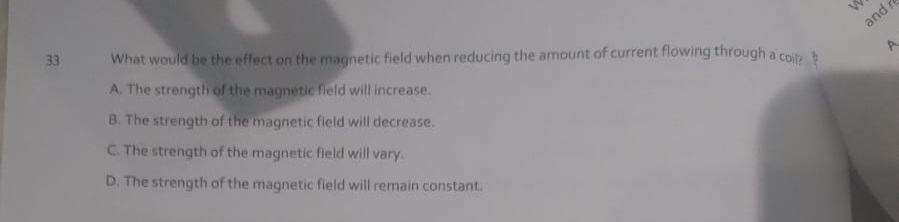 33 What would be the effect on the magnetic field when reducing the amount of current flowing through a coil?
A. The strength of the magnetic field will increase.
B. The strength of the magnetic field will decrease.
C. The strength of the magnetic field will vary.
D. The strength of the magnetic field will remain constant.
and